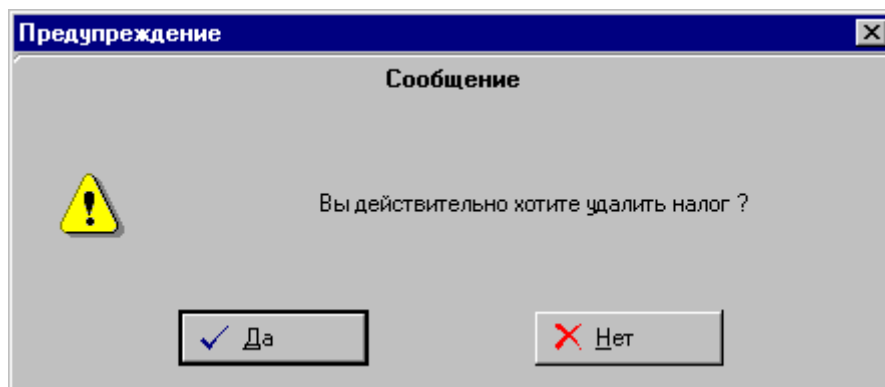 Предупреждение
Сообщение
Вы действительно хотите удалить налог ?
Да
Нет